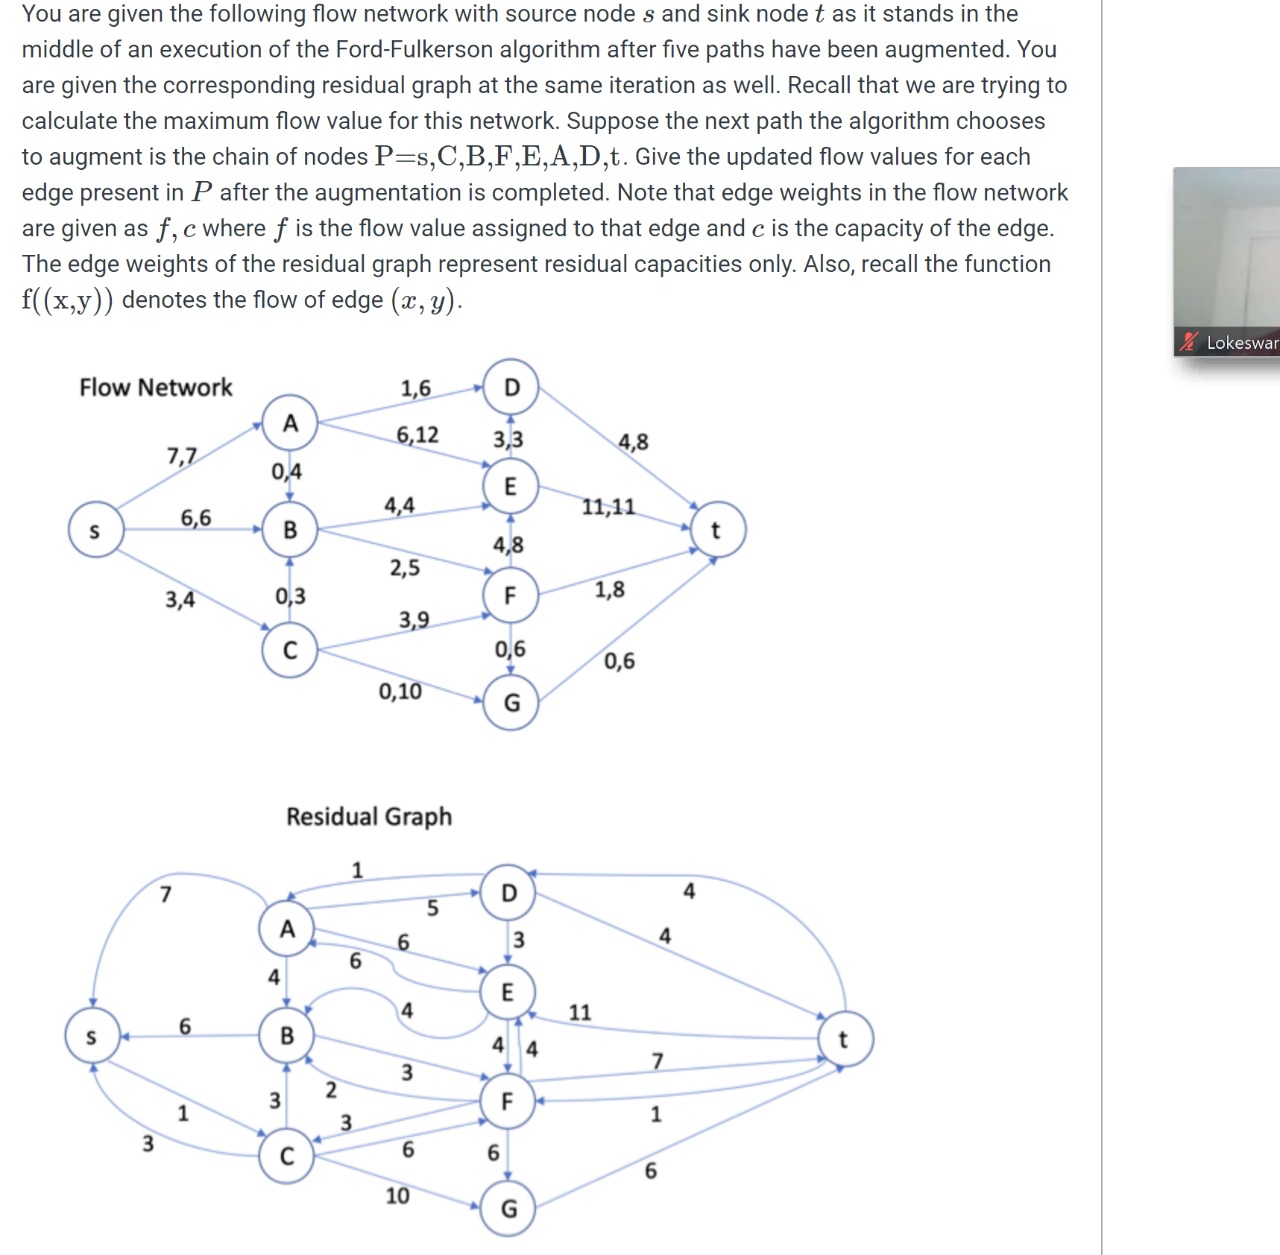 You are given the following flow network with source node s and sink node t as it stands in the
middle of an execution of the Ford-Fulkerson algorithm after five paths have been augmented. You
are given the corresponding residual graph at the same iteration as well. Recall that we are trying to
calculate the maximum flow value for this network. Suppose the next path the algorithm chooses
to augment is the chain of nodes P=s,C,B,F,E,A,D,t. Give the updated flow values for each
edge present in P after the augmentation is completed. Note that edge weights in the flow network
are given as f, c where f is the flow value assigned to that edge and c is the capacity of the edge.
The edge weights of the residual graph represent residual capacities only. Also, recall the function
f((x,y)) denotes the flow of edge (x, y).
Lokeswar
Flow Network
1,6
D
A
6,12
3,3
4,8
7,7
0,4
E
4,4
11,11
6,6
s
B
t
4,8
2,5
0,3
F
1,8
3,4
3,9
C
0,6
0,6
0,10
G
Residual Graph
1
7
D
4
5
A
6
3
4
6
4
E
4
11
6
s
B
4
4
t
3
7
2
3
F
1
3
1
3
C
6
6
6
10
G